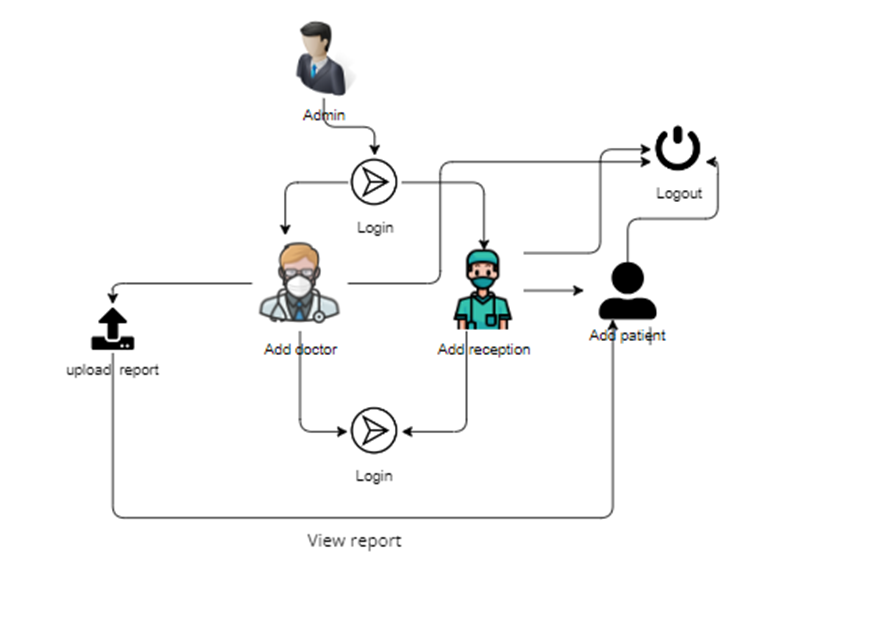 Admin
Logout
Login
Add doctor
Add reception
Add patient
upload report
Login
View report